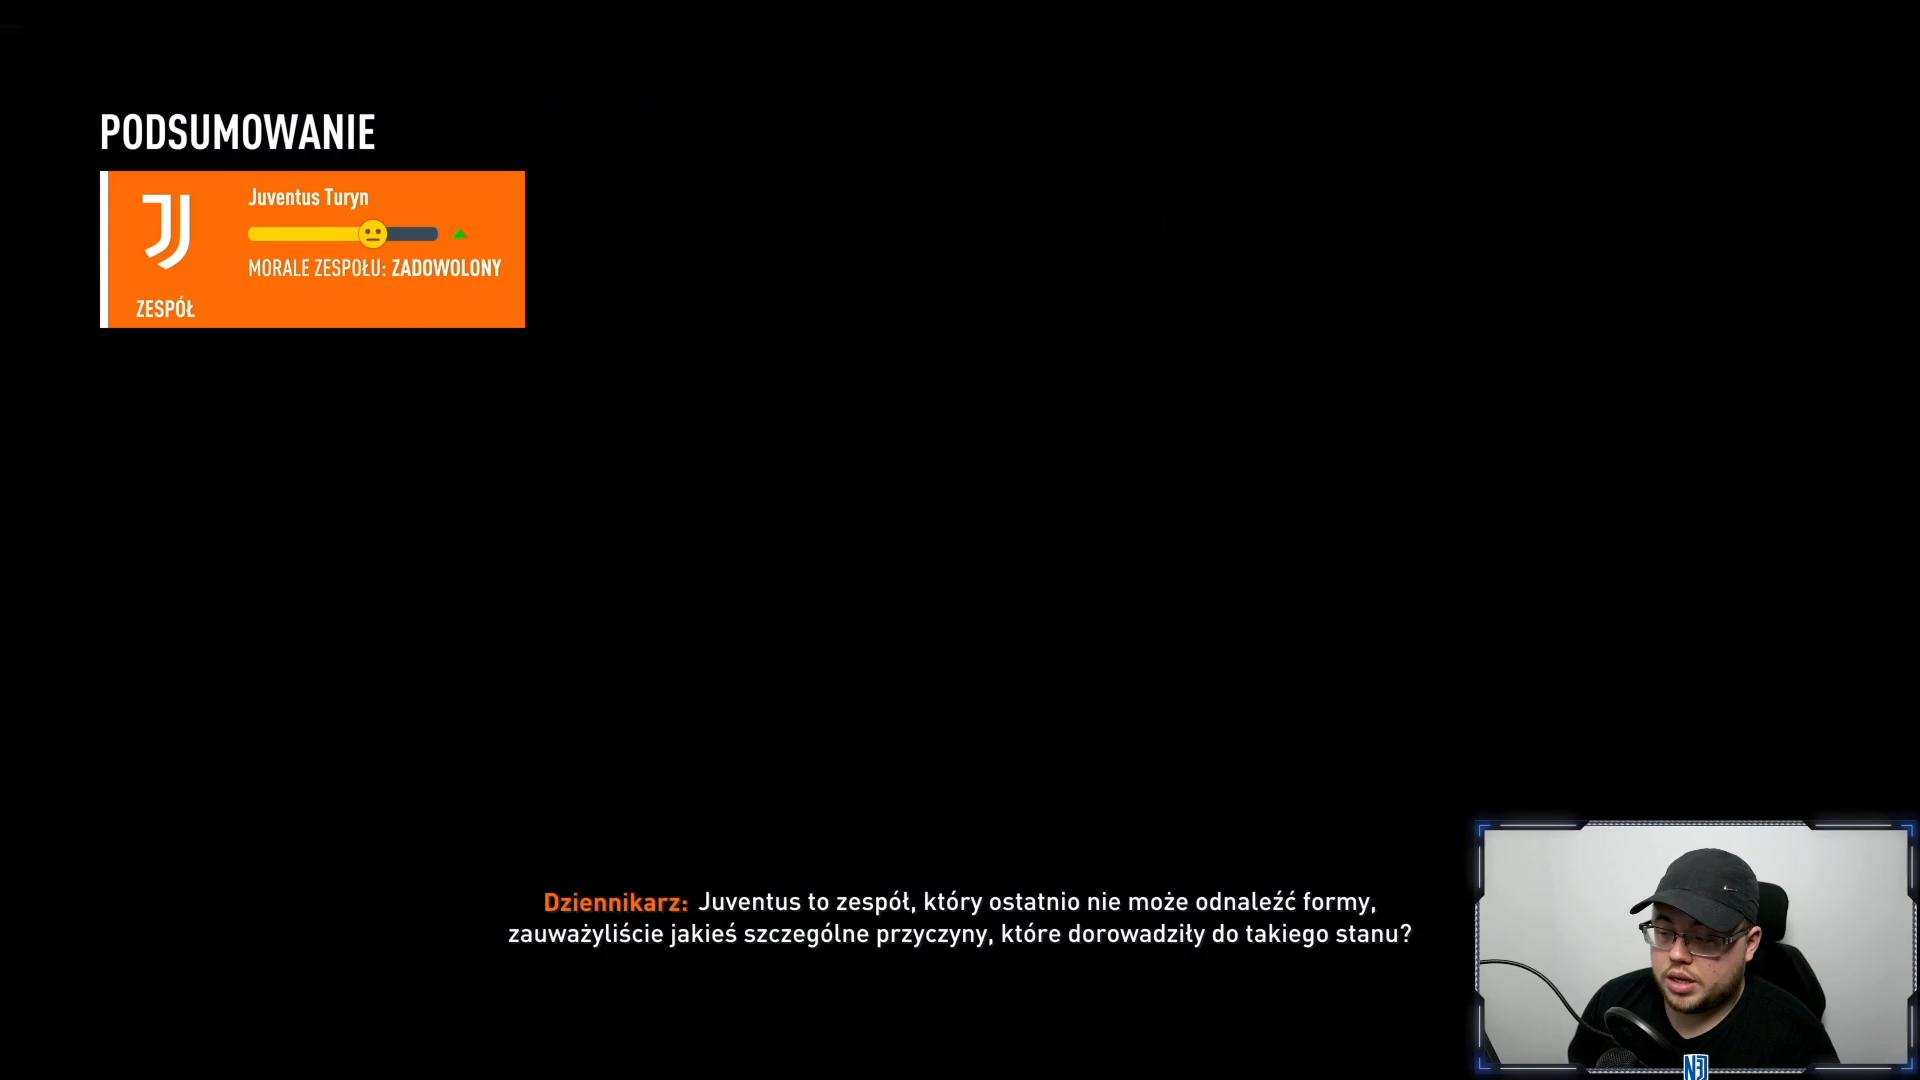 PODSUMOWANIE
Juventus Turyn
MORALE ZESPOŁU: ZADOWOLONY
ZESPÓŁ
Dziennikarz: Juventus to zespół, który ostatnio nie może odnaleźć formy,
zauważyliście jakieś szczególne przyczyny, które dorowadziły do takiego stanu?